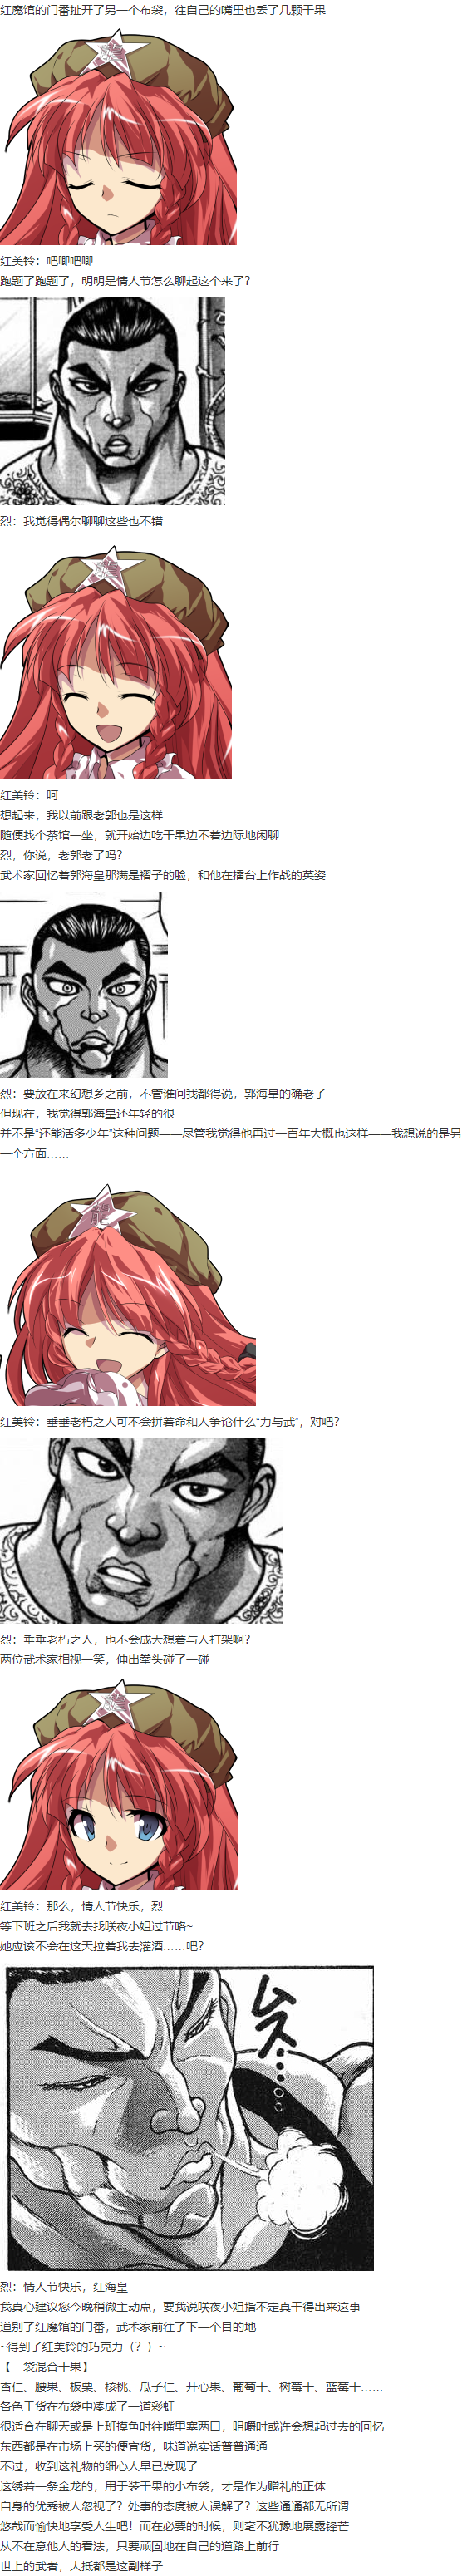 红魔馆的门番扯开了另一个布袋，往自己的嘴里也丢了几颗干果
红美铃：吧唧吧唧
跑题了跑题了，明明是情人节怎么聊起这个来了？
烈：我觉得偶尔聊聊这些也不错
红美铃：呵……
想起来，我以前跟老郭也是这样
随便找个茶馆一坐，就开始边吃干果边不着边际地闲聊
烈，你说，老郭老了吗？
武术家回忆着郭海皇那满是褶子的脸，和他在擂台上作战的英姿
烈：要放在来幻想乡之前，不管谁问我都得说，郭海皇的确老了
但现在，我觉得郭海皇还年轻的很
并不是“还能活多少年”这种问题——尽管我觉得他再过一百年大概也这样——我想说的是另
一个方面……
龍
红美铃：垂垂老朽之人可不会拼着命和人争论什么“力与武”，对吧？
烈：垂垂老朽之人，也不会成天想着与人打架啊？
两位武术家相视一笑，伸出拳头碰了一碰
红美铃：那么，情人节快乐，烈
等下班之后我就去找咲夜小姐过节咯~
她应该不会在这天拉着我去灌酒……吧？
ムス…
烈：情人节快乐，红海皇
我真心建议您今晚稍微主动点，要我说咲夜小姐指不定真干得出来这事
道别了红魔馆的门番，武术家前往了下一个目的地
~得到了红美铃的巧克力（？）~
【一袋混合干果】
杏仁、腰果、板栗、核桃、瓜子仁、开心果、葡萄干、树莓干、蓝莓干……
各色干货在布袋中凑成了一道彩虹
很适合在聊天或是上班摸鱼时往嘴里塞两口，咀嚼时或许会想起过去的回忆
东西都是在市场上买的便宜货，味道说实话普普通通
不过，收到这礼物的细心人早已发现了
这绣着一条金龙的，用于装干果的小布袋，才是作为赠礼的正体
自身的优秀被人忽视了？处事的态度被人误解了？这些通通都无所谓
悠哉而愉快地享受人生吧！而在必要的时候，则毫不犹豫地展露锋芒
从不在意他人的看法，只要顽固地在自己的道路上前行
世上的武者，大抵都是这副样子